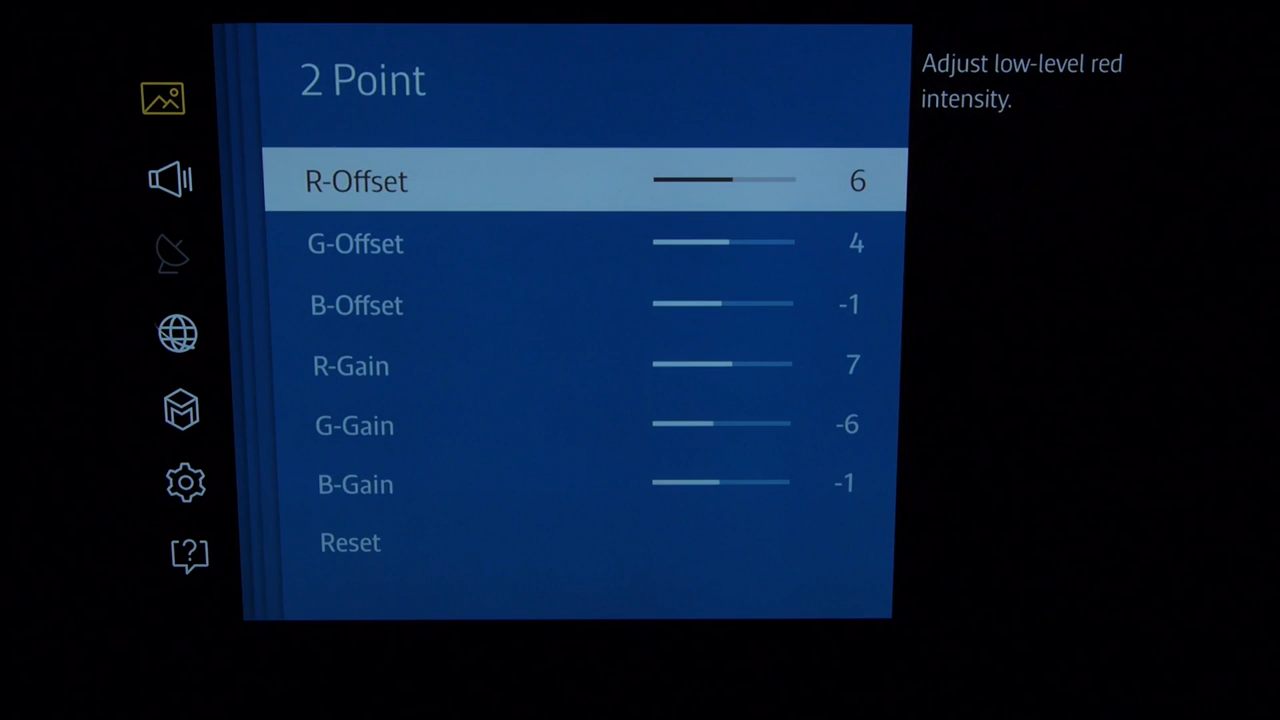 2 Point
R-Offset 6
G-Offset 4
B-Offset -1
R-Gain 7
G-Gain -6
B-Gain -1
Reset
Adjust low-level red
intensity.